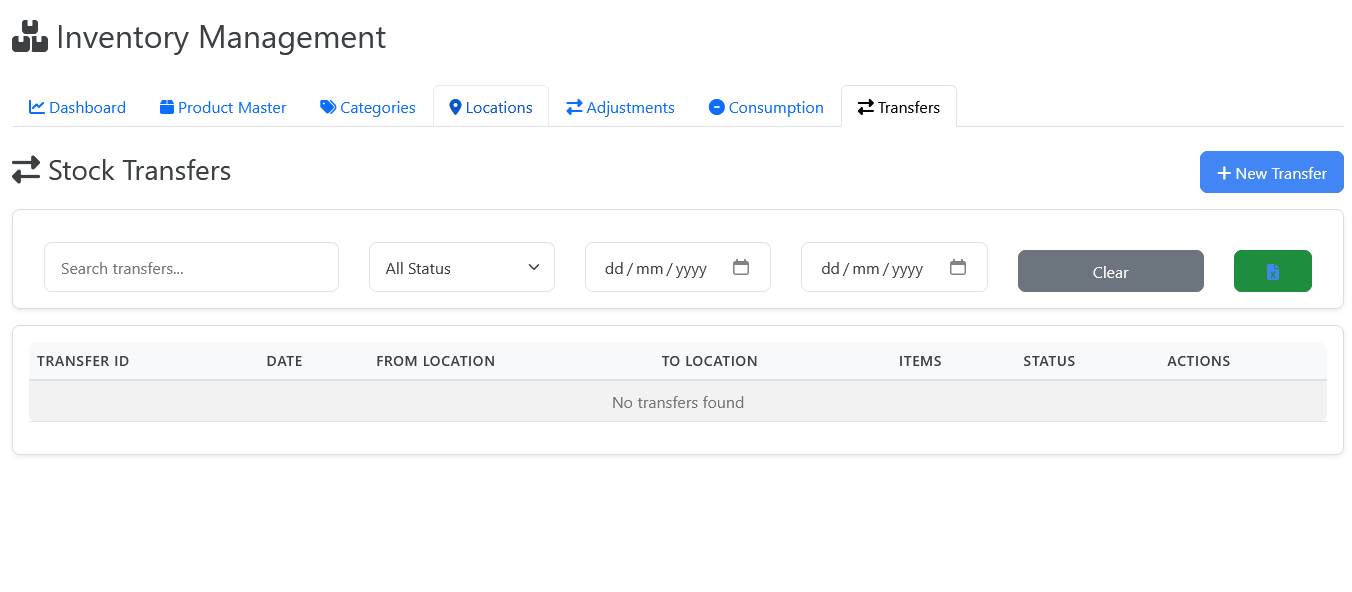 Inventory Management
Dashboard Product Master Categories Locations Adjustments Consumption Transfers
Stock Transfers
New Transfer
Search transfers... All Status dd/mm/yyyy dd/mm/yyyy Clear
TRANSFER ID DATE FROM LOCATION TO LOCATION ITEMS STATUS ACTIONS
No transfers found